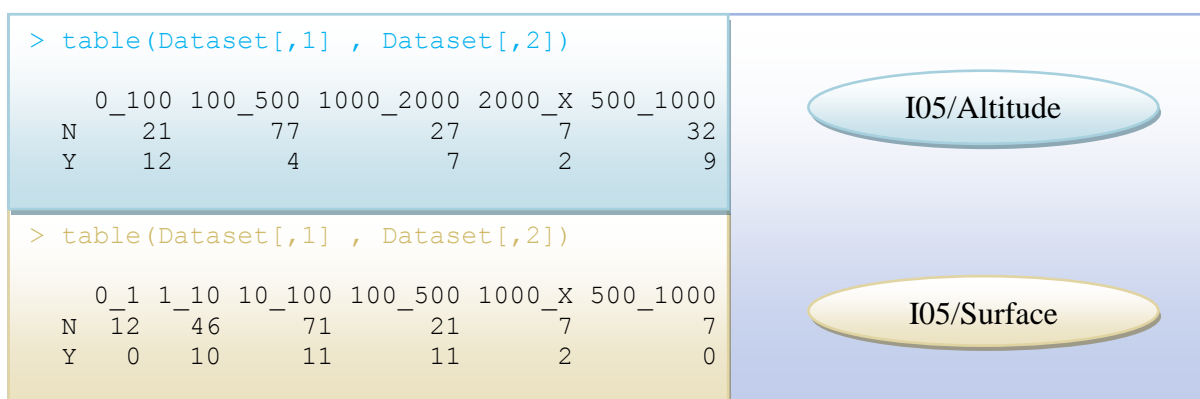 > table(Dataset[,1] , Dataset[,2])
0_100 100_500 1000_2000 2000_X 500_1000
N 21 77 27 7 32
Y 12 4 7 2 9
I05/Altitude
> table(Dataset[,1] , Dataset[,2])
0_1 1_10 10_100 100_500 1000_X 500_1000
N 12 46 71 21 7 7
Y 0 10 11 11 2 0
I05/Surface